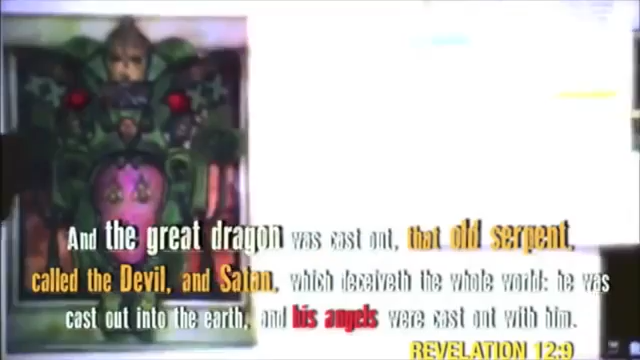 And the great dragon was cast out, that old serpent,
called the Devil, and Satan, which deceiveth the whole world: he was
cast out into the earth, and his angels were cast out with him.
REVELATION 12:9